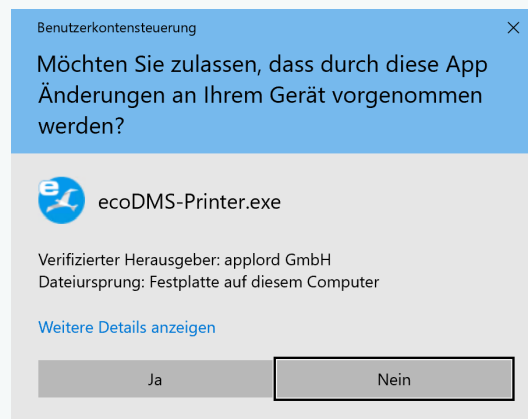 Benutzerkontensteuerung
Möchten Sie zulassen, dass durch diese App
Änderungen an Ihrem Gerät vorgenommen
werden?
e
ecoDMS-Printer.exe
Verifizierter Herausgeber: applord GmbH
Dateiursprung: Festplatte auf diesem Computer
Weitere Details anzeigen
Ja Nein